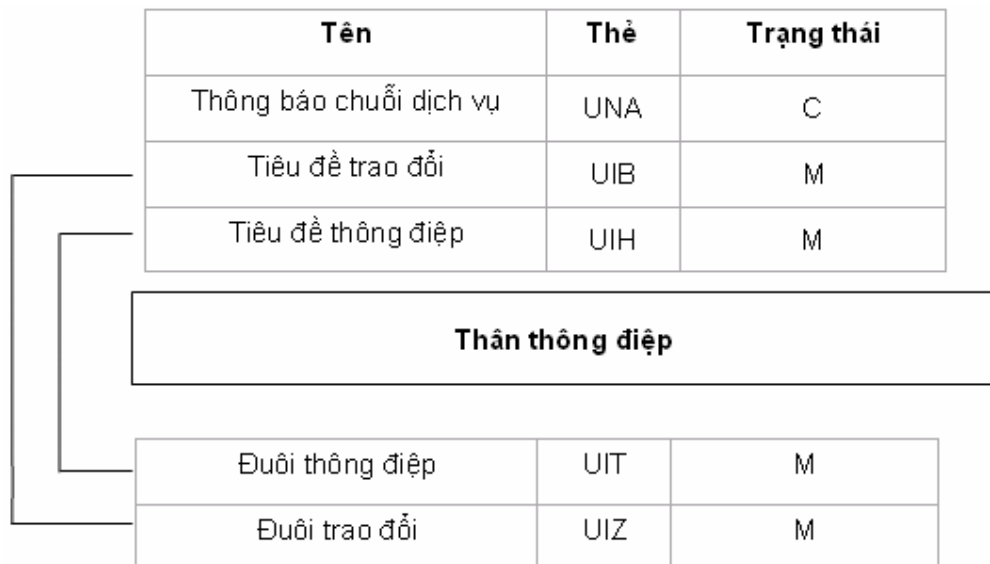 Tên Thẻ Trạng thái
Thông báo chuỗi dịch vụ UNA C
Tiêu đề trao đổi UIB M
Tiêu đề thông điệp UIH M
Thân thông điệp
Đuôi thông điệp UIT M
Đuôi trao đổi UIZ M